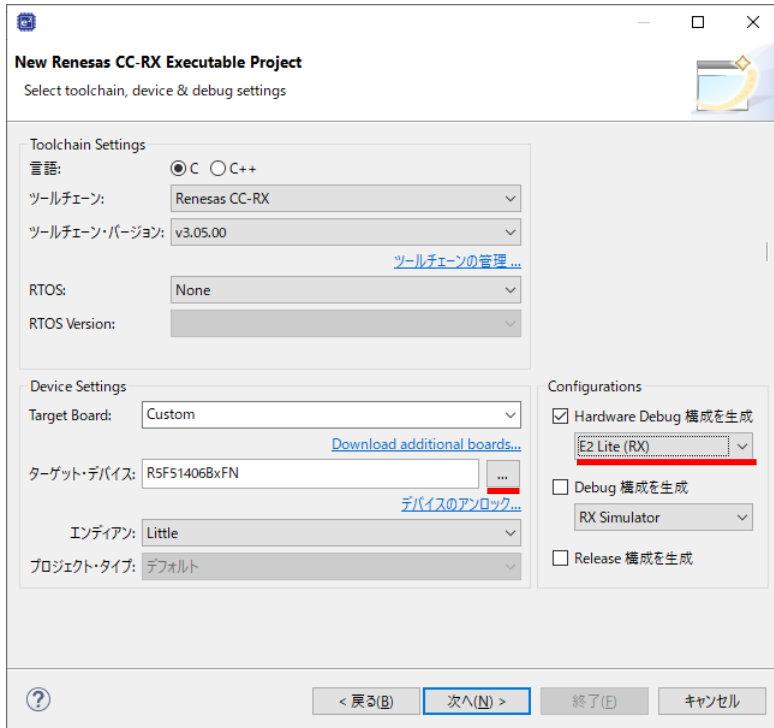 New Renesas CC-RX Executable Project
Select toolchain, device & debug settings
Toolchain Settings
言語: C C++
ツールチェーン: Renesas CC-RX
ツールチェーン・バージョン: v3.05.00
ツールチェーンの管理 ...
RTOS: None
RTOS Version:
Device Settings
Target Board: Custom
Download additional boards...
ターゲット・デバイス: R5F51406BxFN ...
デバイスのアンロック...
エンディアン: Little
プロジェクト・タイプ: デフォルト
Configurations
Hardware Debug 構成を生成
E2 Lite (RX)
Debug 構成を生成
RX Simulator
Release 構成を生成
? < 戻る(B) 次へ(N) > 終了(F) キャンセル